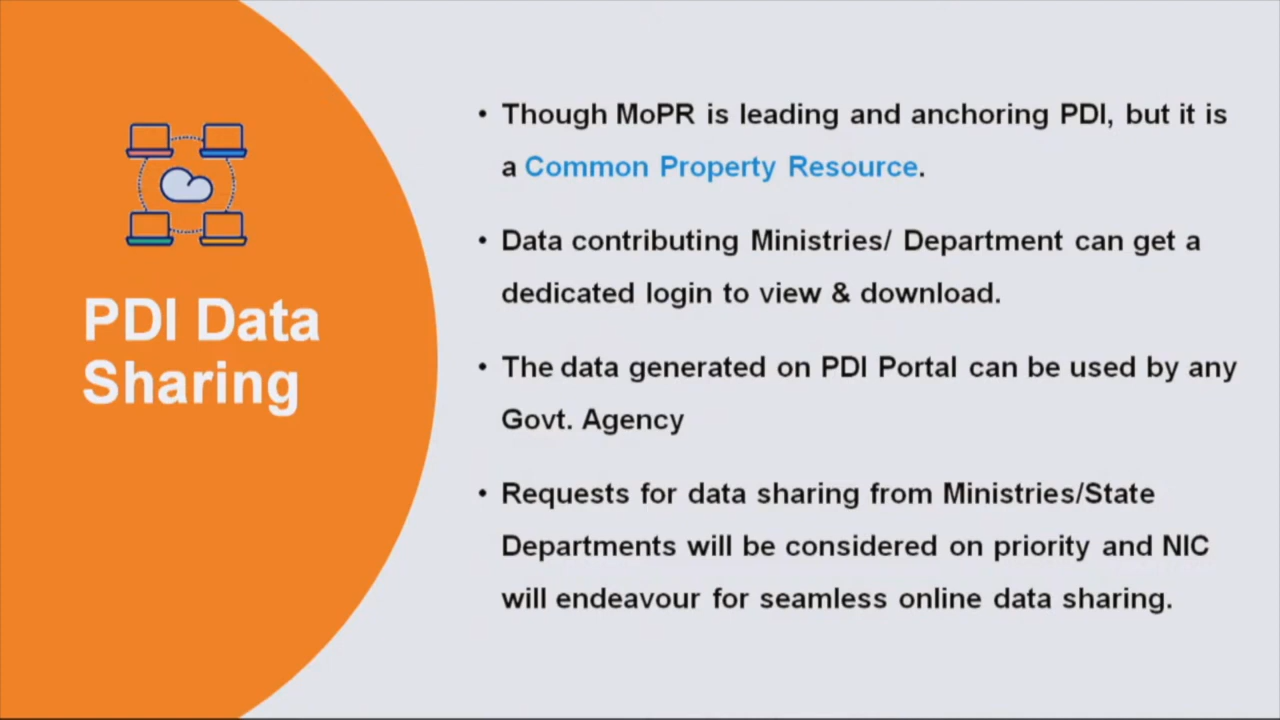 PDI Data
Sharing
• Though MoPR is leading and anchoring PDI, but it is
a Common Property Resource.
• Data contributing Ministries/ Department can get a
dedicated login to view & download.
• The data generated on PDI Portal can be used by any
Govt. Agency
• Requests for data sharing from Ministries/State
Departments will be considered on priority and NIC
will endeavour for seamless online data sharing.